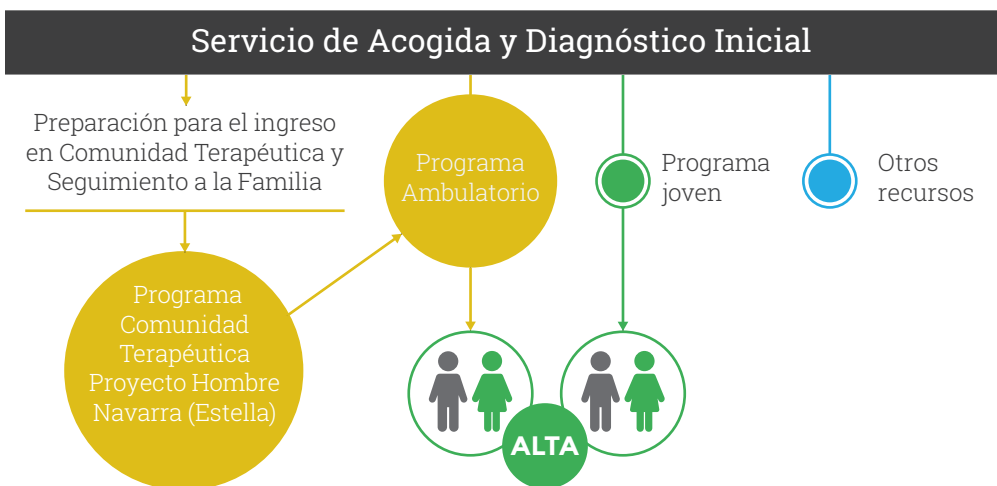 Servicio de Acogida y Diagnóstico Inicial
Preparación para el ingreso
en Comunidad Terapéutica y
Seguimiento a la Familia
Programa
Ambulatorio
Programa
joven
Otros
recursos
Programa
Comunidad
Terapéutica
Proyecto Hombre
Navarra (Estella)
ALTA